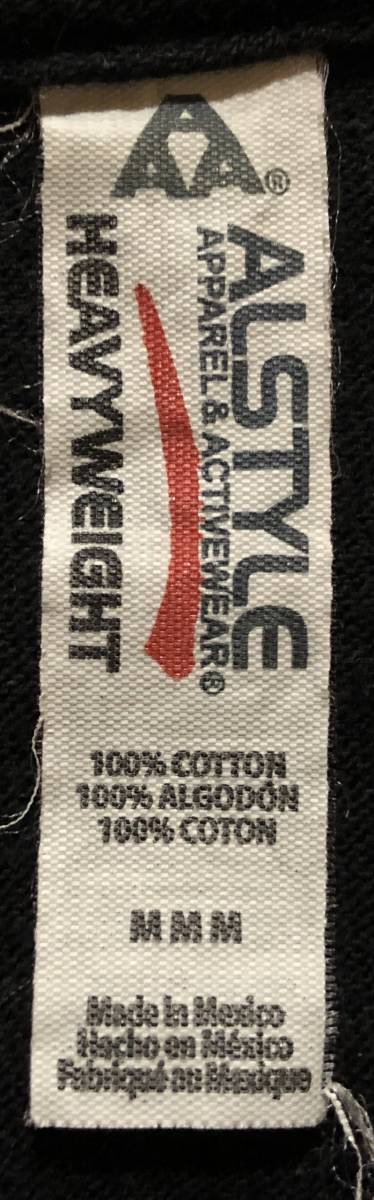 AA®
ALSTYLE
APPAREL & ACTIVEWEAR®
HEAVYWEIGHT
100% COTTON
100% ALGODÓN
100% COTON
M M M
Made in Mexico
Hecho en México
Fabriqué au Mexique